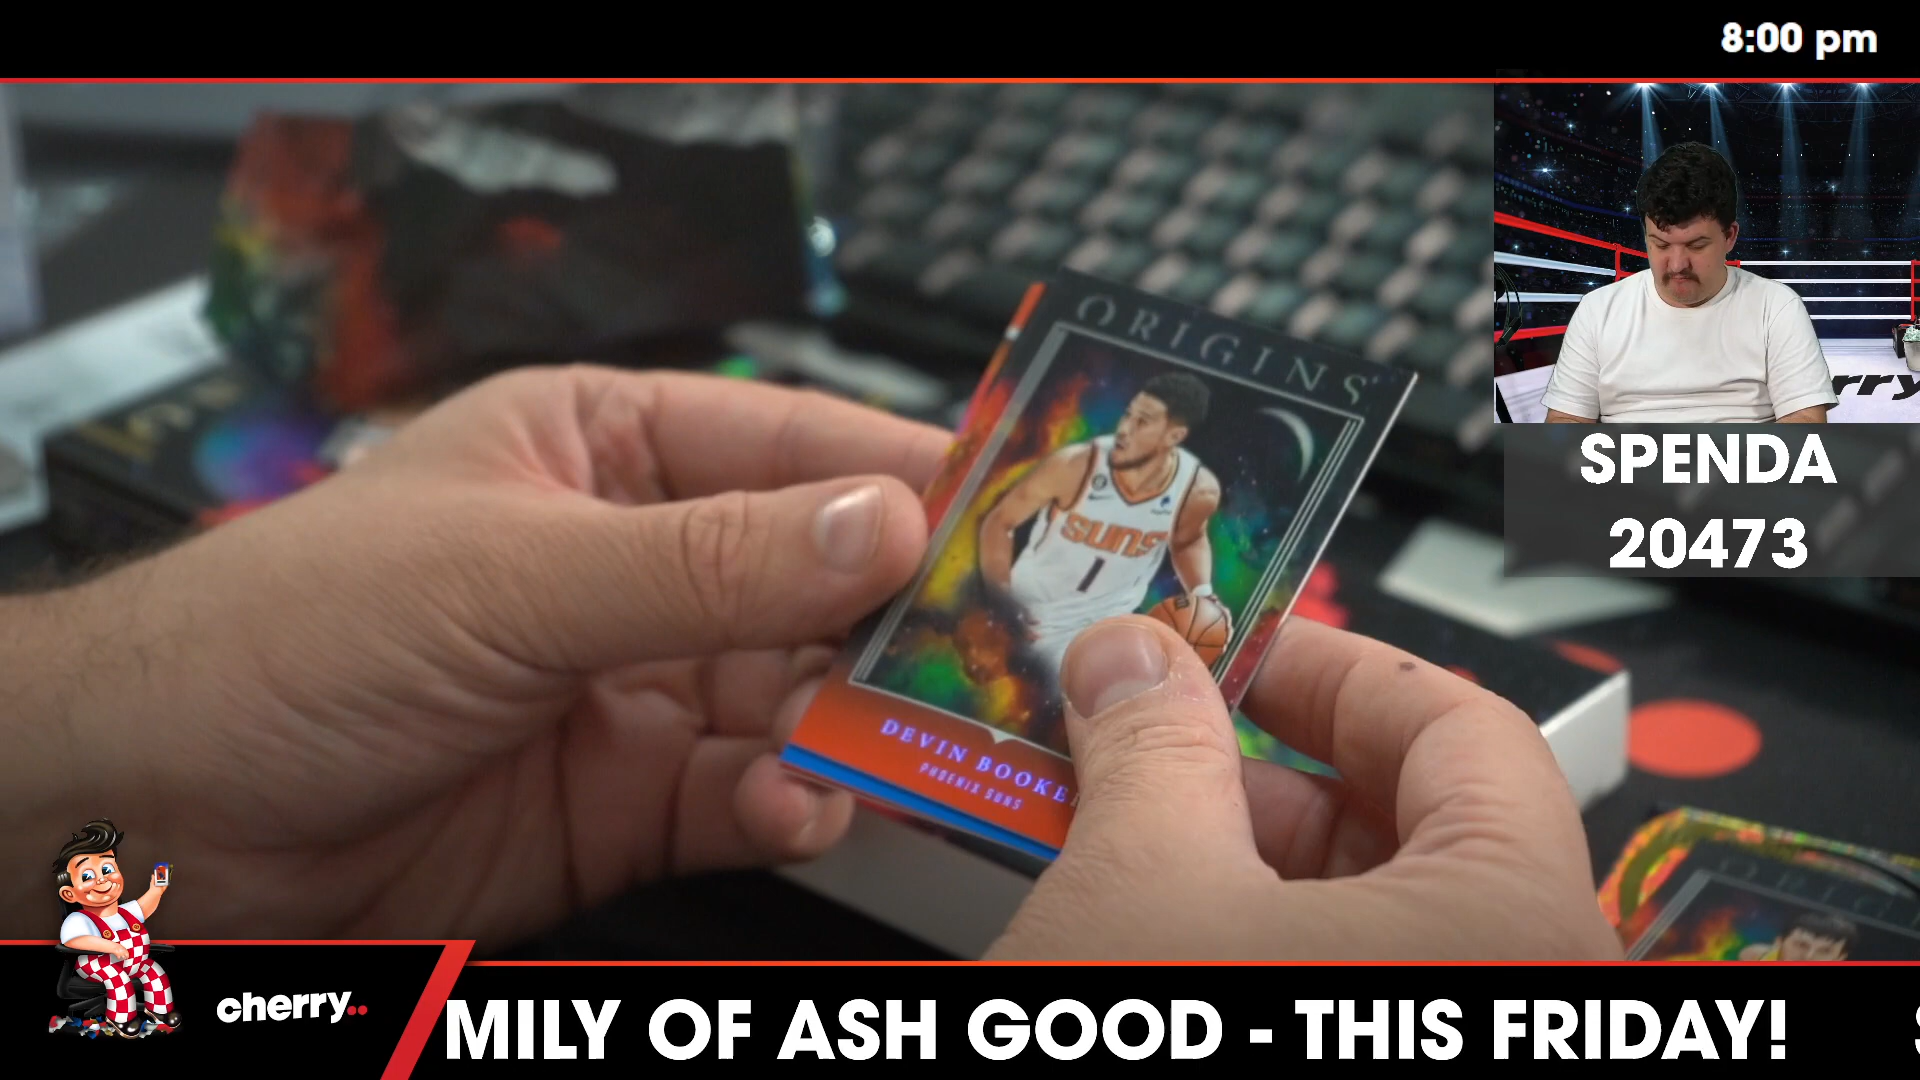 8:00 pm
ORIGINS
SUNS
1
DEVIN BOOKE
PHOENIX SUNS
rry
SPENDA
20473
cherry..
MILY OF ASH GOOD - THIS FRIDAY!